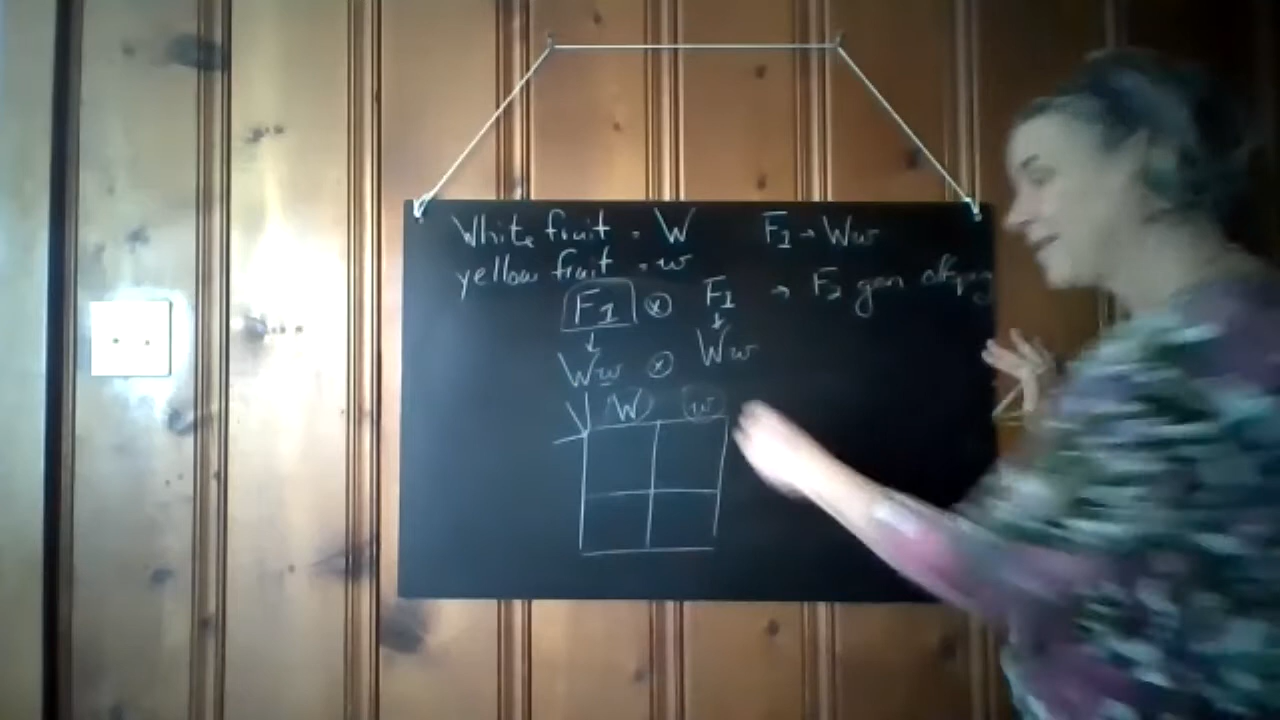 White fruit - W F1 → Ww
yellow fruit - w
F1 ⊗ F1 → F2 gen
↓ ↓
Ww ⊗ Ww
W w